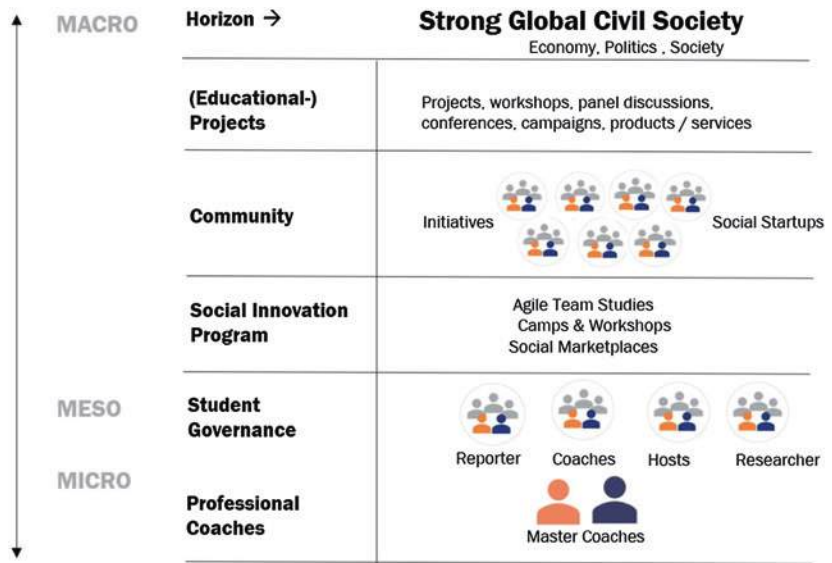 MACRO
Horizon →
Strong Global Civil Society
Economy, Politics , Society
(Educational-)
Projects
Projects, workshops, panel discussions,
conferences, campaigns, products / services
Community
Initiatives
Social Startups
Social Innovation
Program
Agile Team Studies
Camps & Workshops
Social Marketplaces
MESO
Student
Governance
Reporter
Coaches
Hosts
Researcher
MICRO
Professional
Coaches
Master Coaches